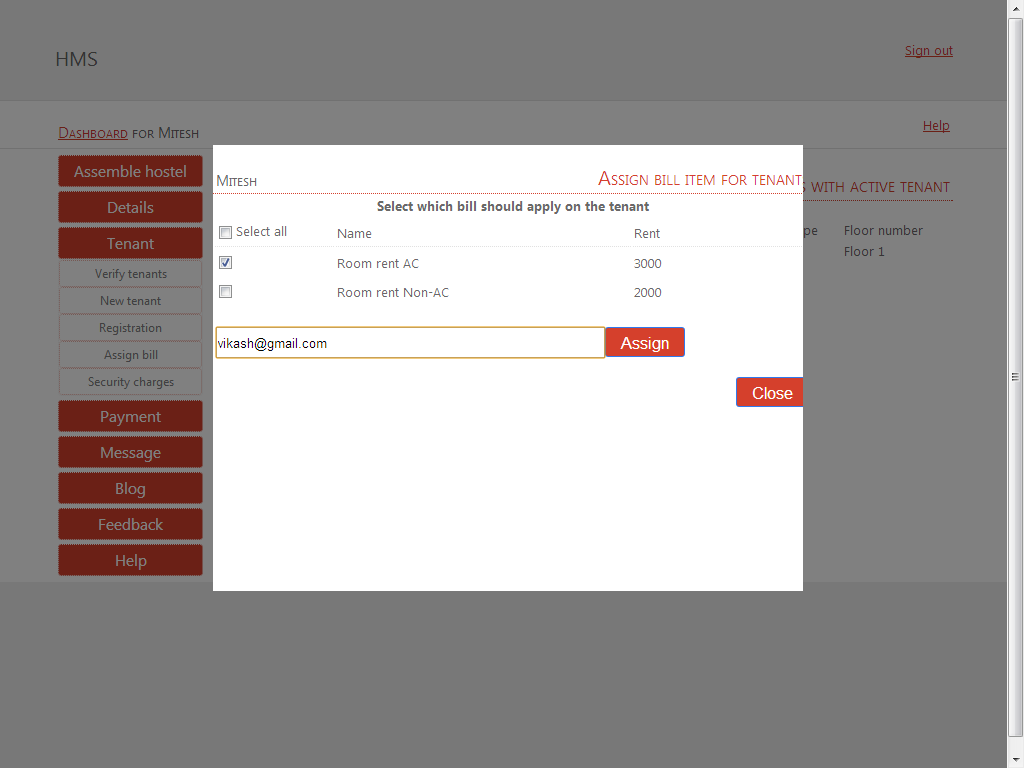 HMS
Sign out
Dashboard for Mitesh
Help
Assemble hostel
Details
Tenant
Verify tenants
New tenant
Registration
Assign bill
Security charges
Payment
Message
Blog
Feedback
Help
with active tenant
Floor number
Floor 1
Mitesh
Assign bill item for tenant
Select which bill should apply on the tenant
Select all Name Rent
Room rent AC 3000
Room rent Non-AC 2000
vikash@gmail.com Assign
Close